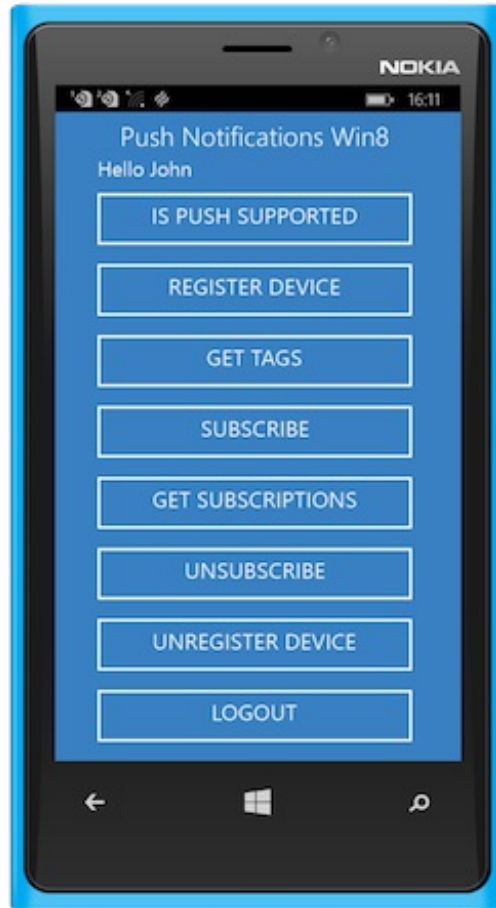 NOKIA
16:11
Push Notifications Win8
Hello John
IS PUSH SUPPORTED
REGISTER DEVICE
GET TAGS
SUBSCRIBE
GET SUBSCRIPTIONS
UNSUBSCRIBE
UNREGISTER DEVICE
LOGOUT